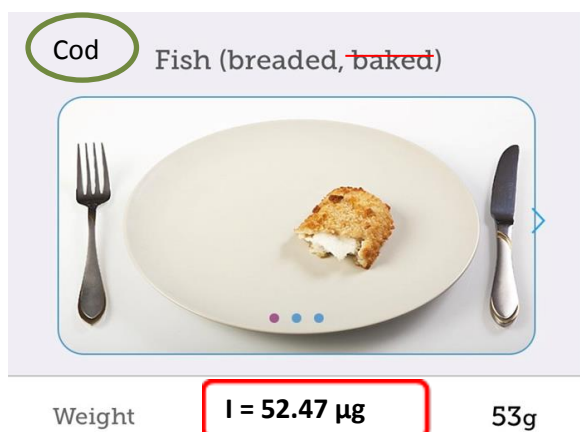 Cod
Fish (breaded, baked)
Weight I = 52.47 µg 53g